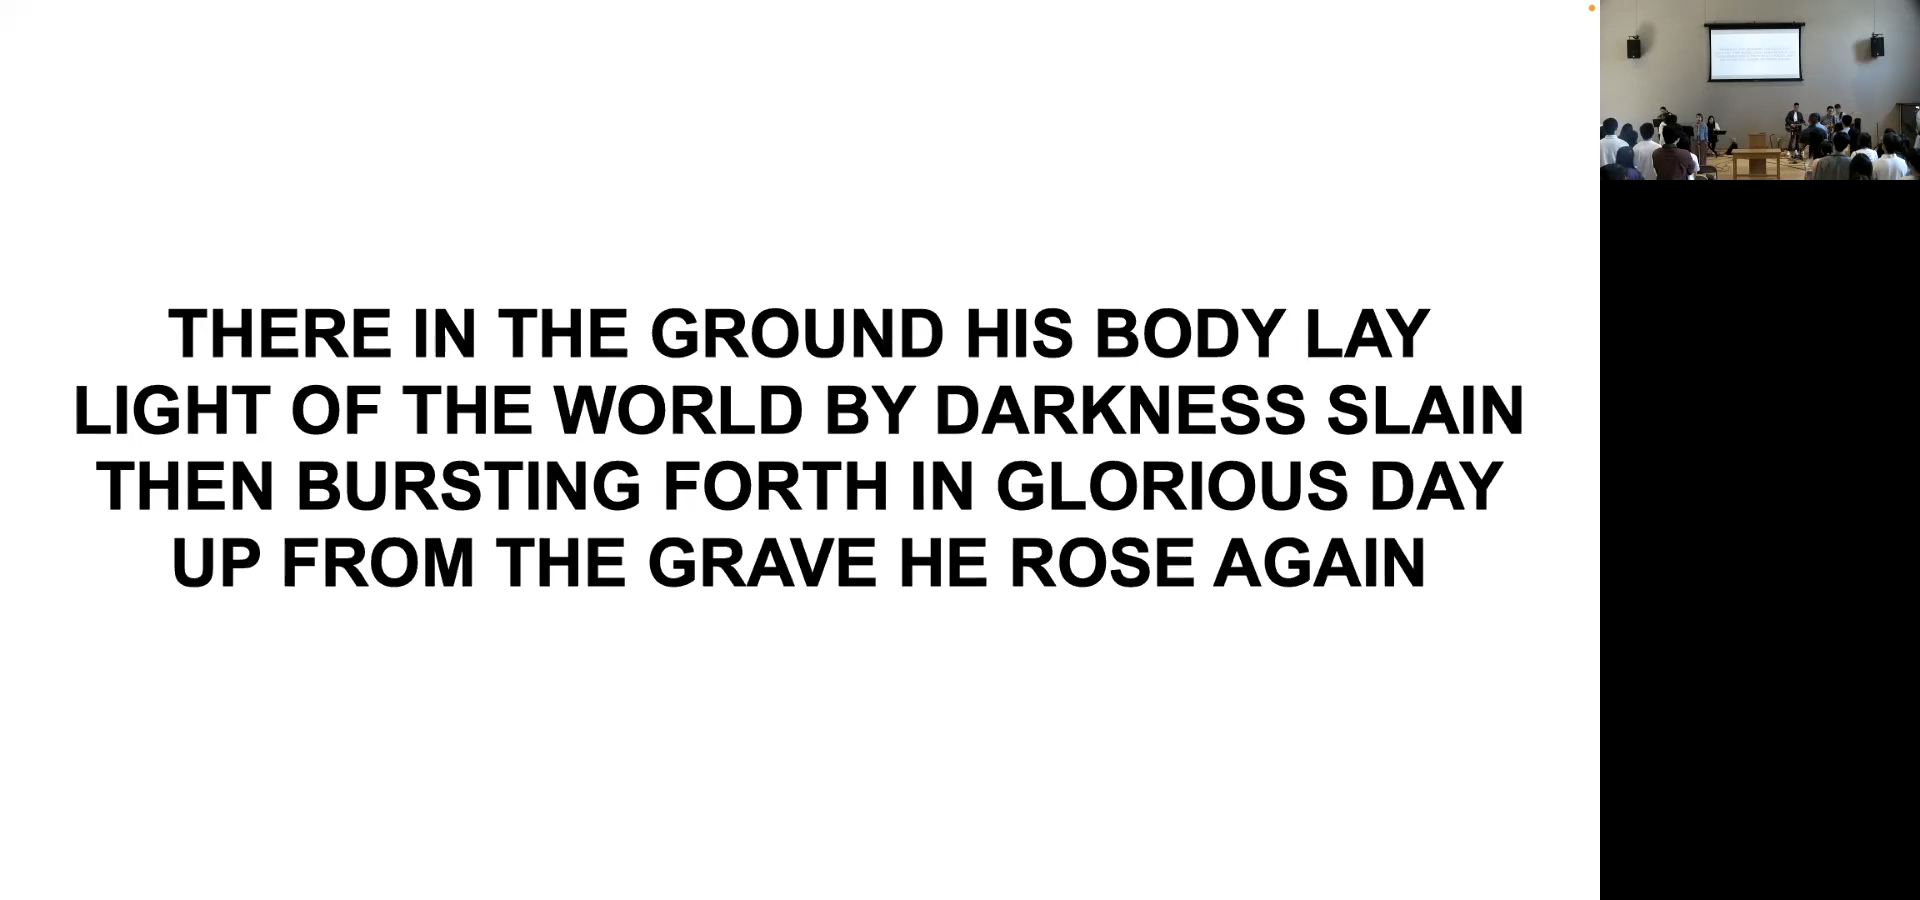 THERE IN THE GROUND HIS BODY LAY
LIGHT OF THE WORLD BY DARKNESS SLAIN
THEN BURSTING FORTH IN GLORIOUS DAY
UP FROM THE GRAVE HE ROSE AGAIN